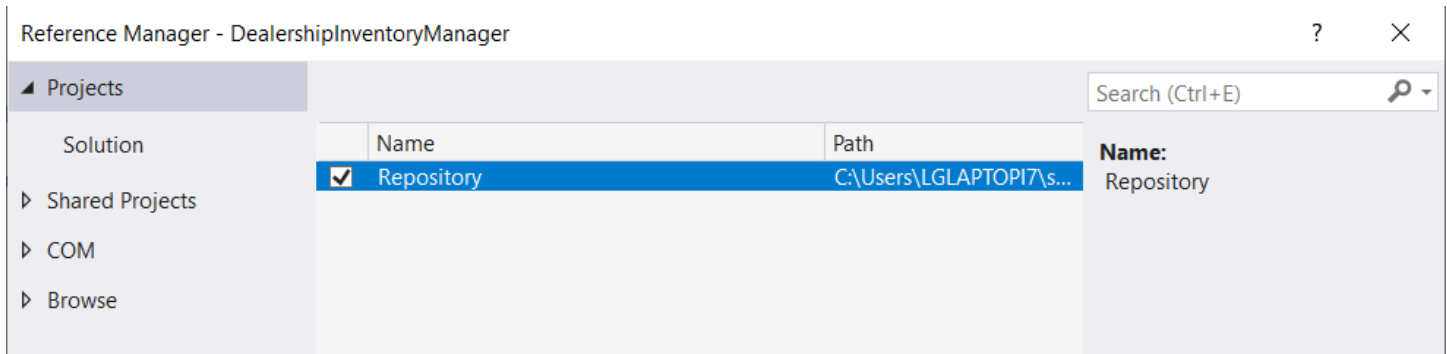 Reference Manager - DealershipInventoryManager ?
Projects
Solution
Shared Projects
COM
Browse
Name Path
Repository C:\Users\LGLAPTOPI7\s...
Search (Ctrl+E)
Name:
Repository